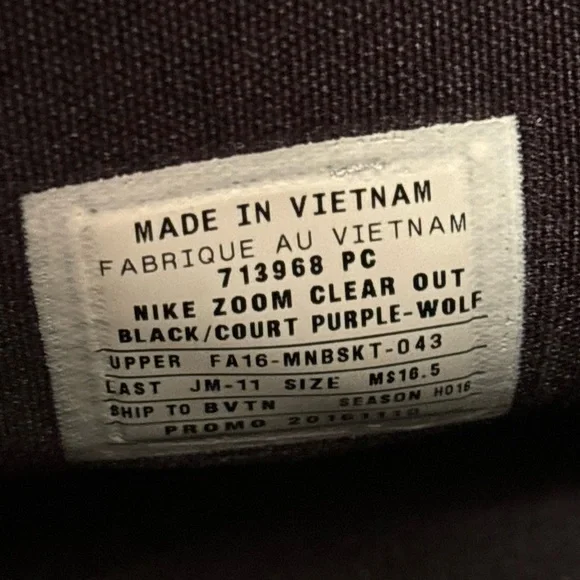 MADE IN VIETNAM
FABRIQUE AU VIETNAM
713968 PC
NIKE ZOOM CLEAR OUT
BLACK/COURT PURPLE-WOLF
UPPER FA16-MNBSKT-043
LAST JM-11 SIZE M$16.5
SHIP TO BVTN SEASON HO16
PROMO